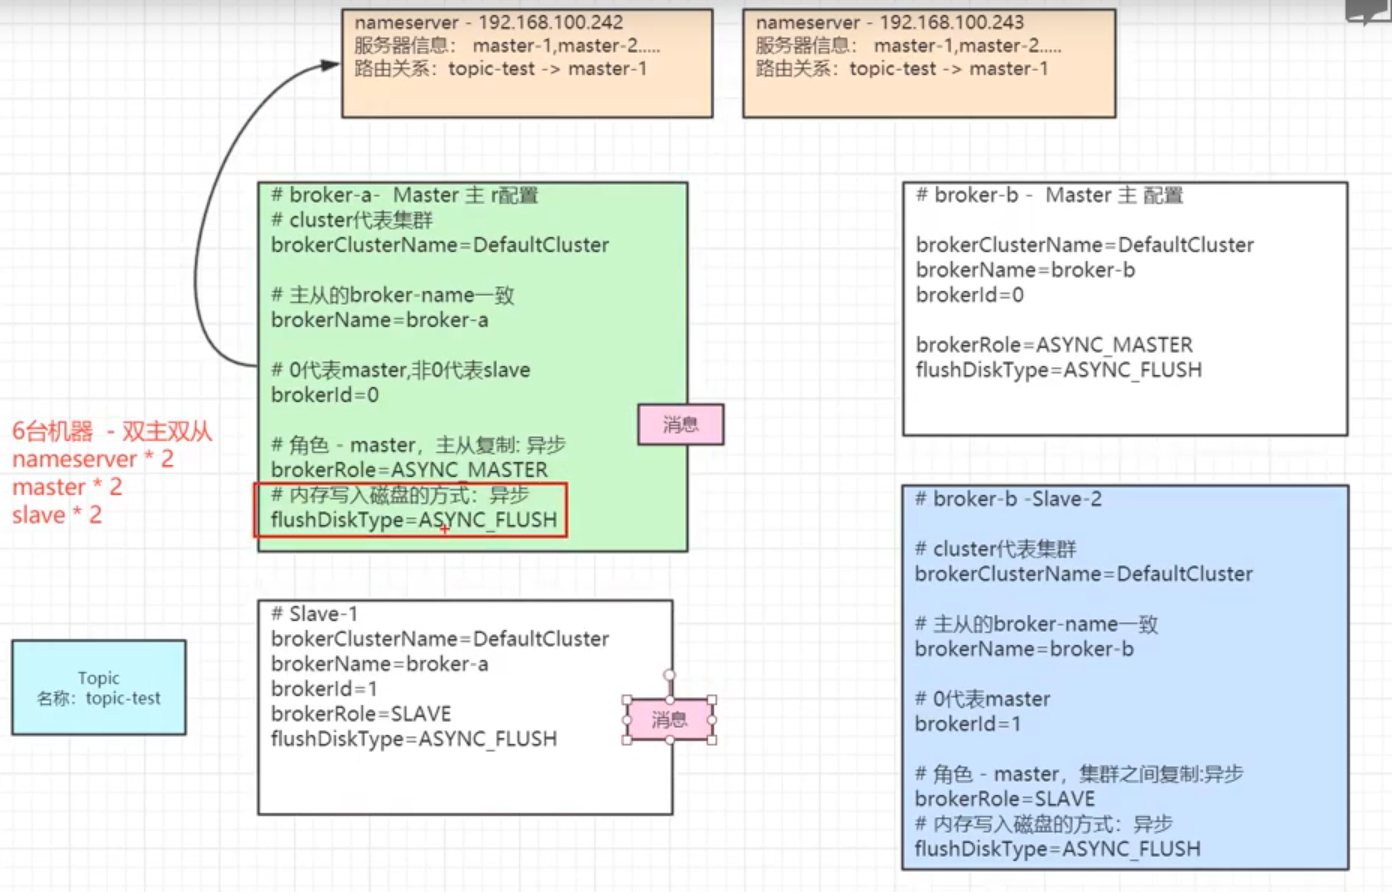 nameserver - 192.168.100.242
服务器信息： master-1,master-2.....
路由关系：topic-test -> master-1
nameserver - 192.168.100.243
服务器信息： master-1,master-2.....
路由关系：topic-test -> master-1
# broker-a- Master 主 r配置
# cluster代表集群
brokerClusterName=DefaultCluster
# 主从的broker-name一致
brokerName=broker-a
# 0代表master,非0代表slave
brokerId=0
# 角色 - master，主从复制: 异步
brokerRole=ASYNC_MASTER
# 内存写入磁盘的方式：异步
flushDiskType=ASYNC_FLUSH
消息
# broker-b - Master 主 配置
brokerClusterName=DefaultCluster
brokerName=broker-b
brokerId=0
brokerRole=ASYNC_MASTER
flushDiskType=ASYNC_FLUSH
6台机器 - 双主双从
nameserver * 2
master * 2
slave * 2
# Slave-1
brokerClusterName=DefaultCluster
brokerName=broker-a
brokerId=1
brokerRole=SLAVE
flushDiskType=ASYNC_FLUSH
消息
Topic
名称：topic-test
# broker-b -Slave-2
# cluster代表集群
brokerClusterName=DefaultCluster
# 主从的broker-name一致
brokerName=broker-b
# 0代表master
brokerId=1
# 角色 - master，集群之间复制:异步
brokerRole=SLAVE
# 内存写入磁盘的方式：异步
flushDiskType=ASYNC_FLUSH